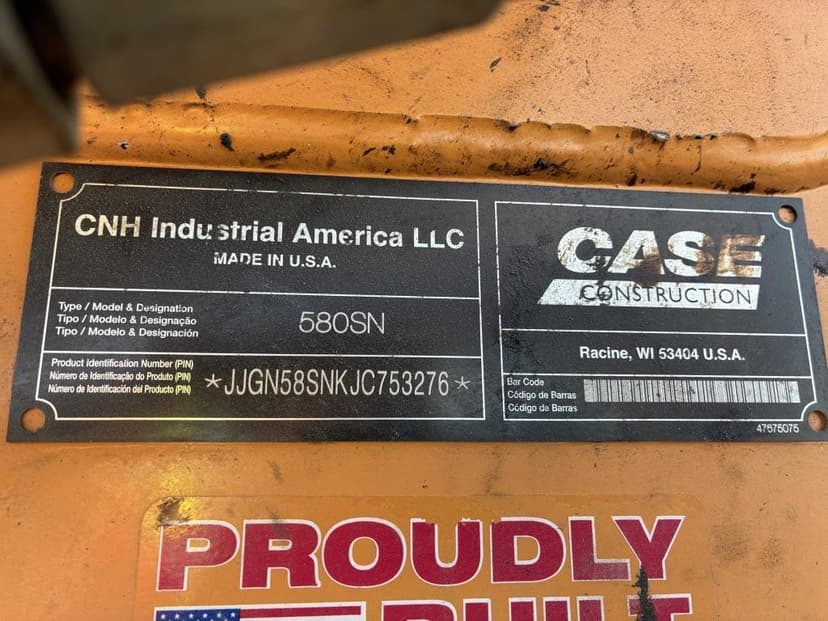 CNH Industrial America LLC
MADE IN U.S.A.
Type / Model & Designation
Tipo / Modelo & Designação
Tipo / Modelo & Designación
580SN
Product Identification Number (PIN)
Número de Identificação do Produto (PIN)
Número de Identificación del Producto (PIN)
*JJGN58SNKJC753276*
CASE
CONSTRUCTION
Racine, WI 53404 U.S.A.
Bar Code
Código de Barras
Código de Barras
47675075
PROUDLY
BUILT